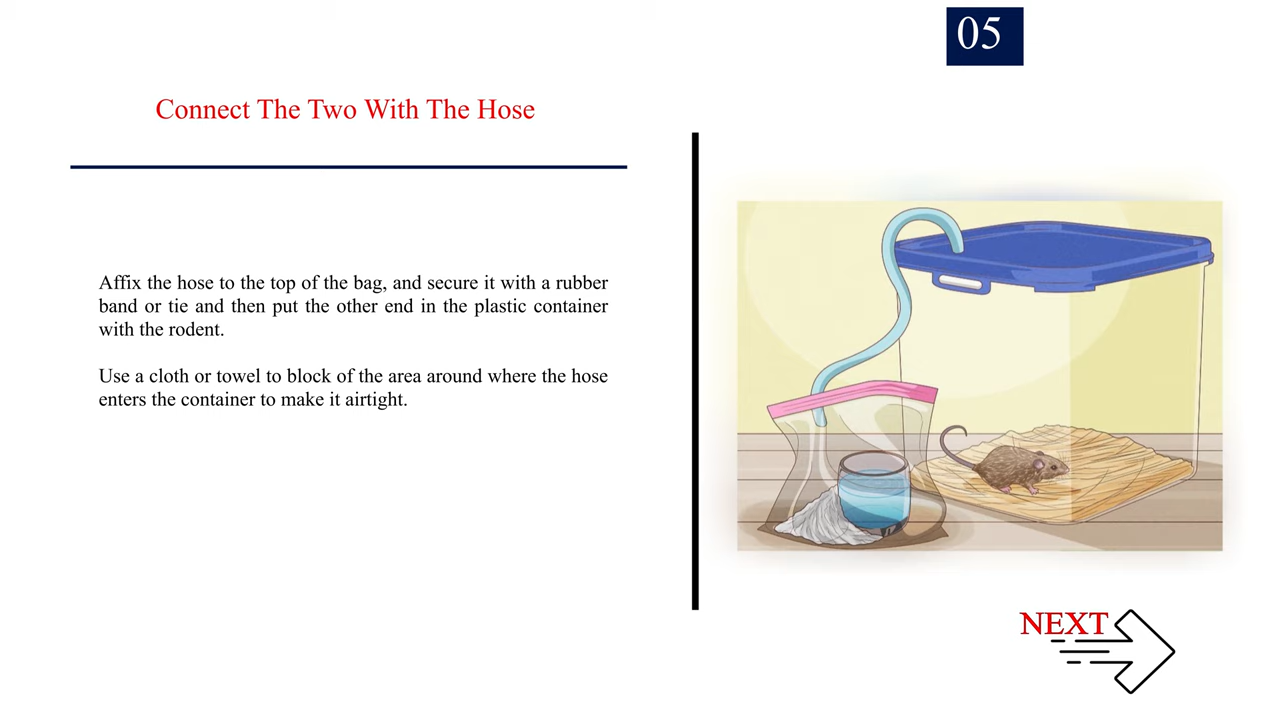 05
Connect The Two With The Hose
Affix the hose to the top of the bag, and secure it with a rubber
band or tie and then put the other end in the plastic container
with the rodent.
Use a cloth or towel to block of the area around where the hose
enters the container to make it airtight.
NEXT